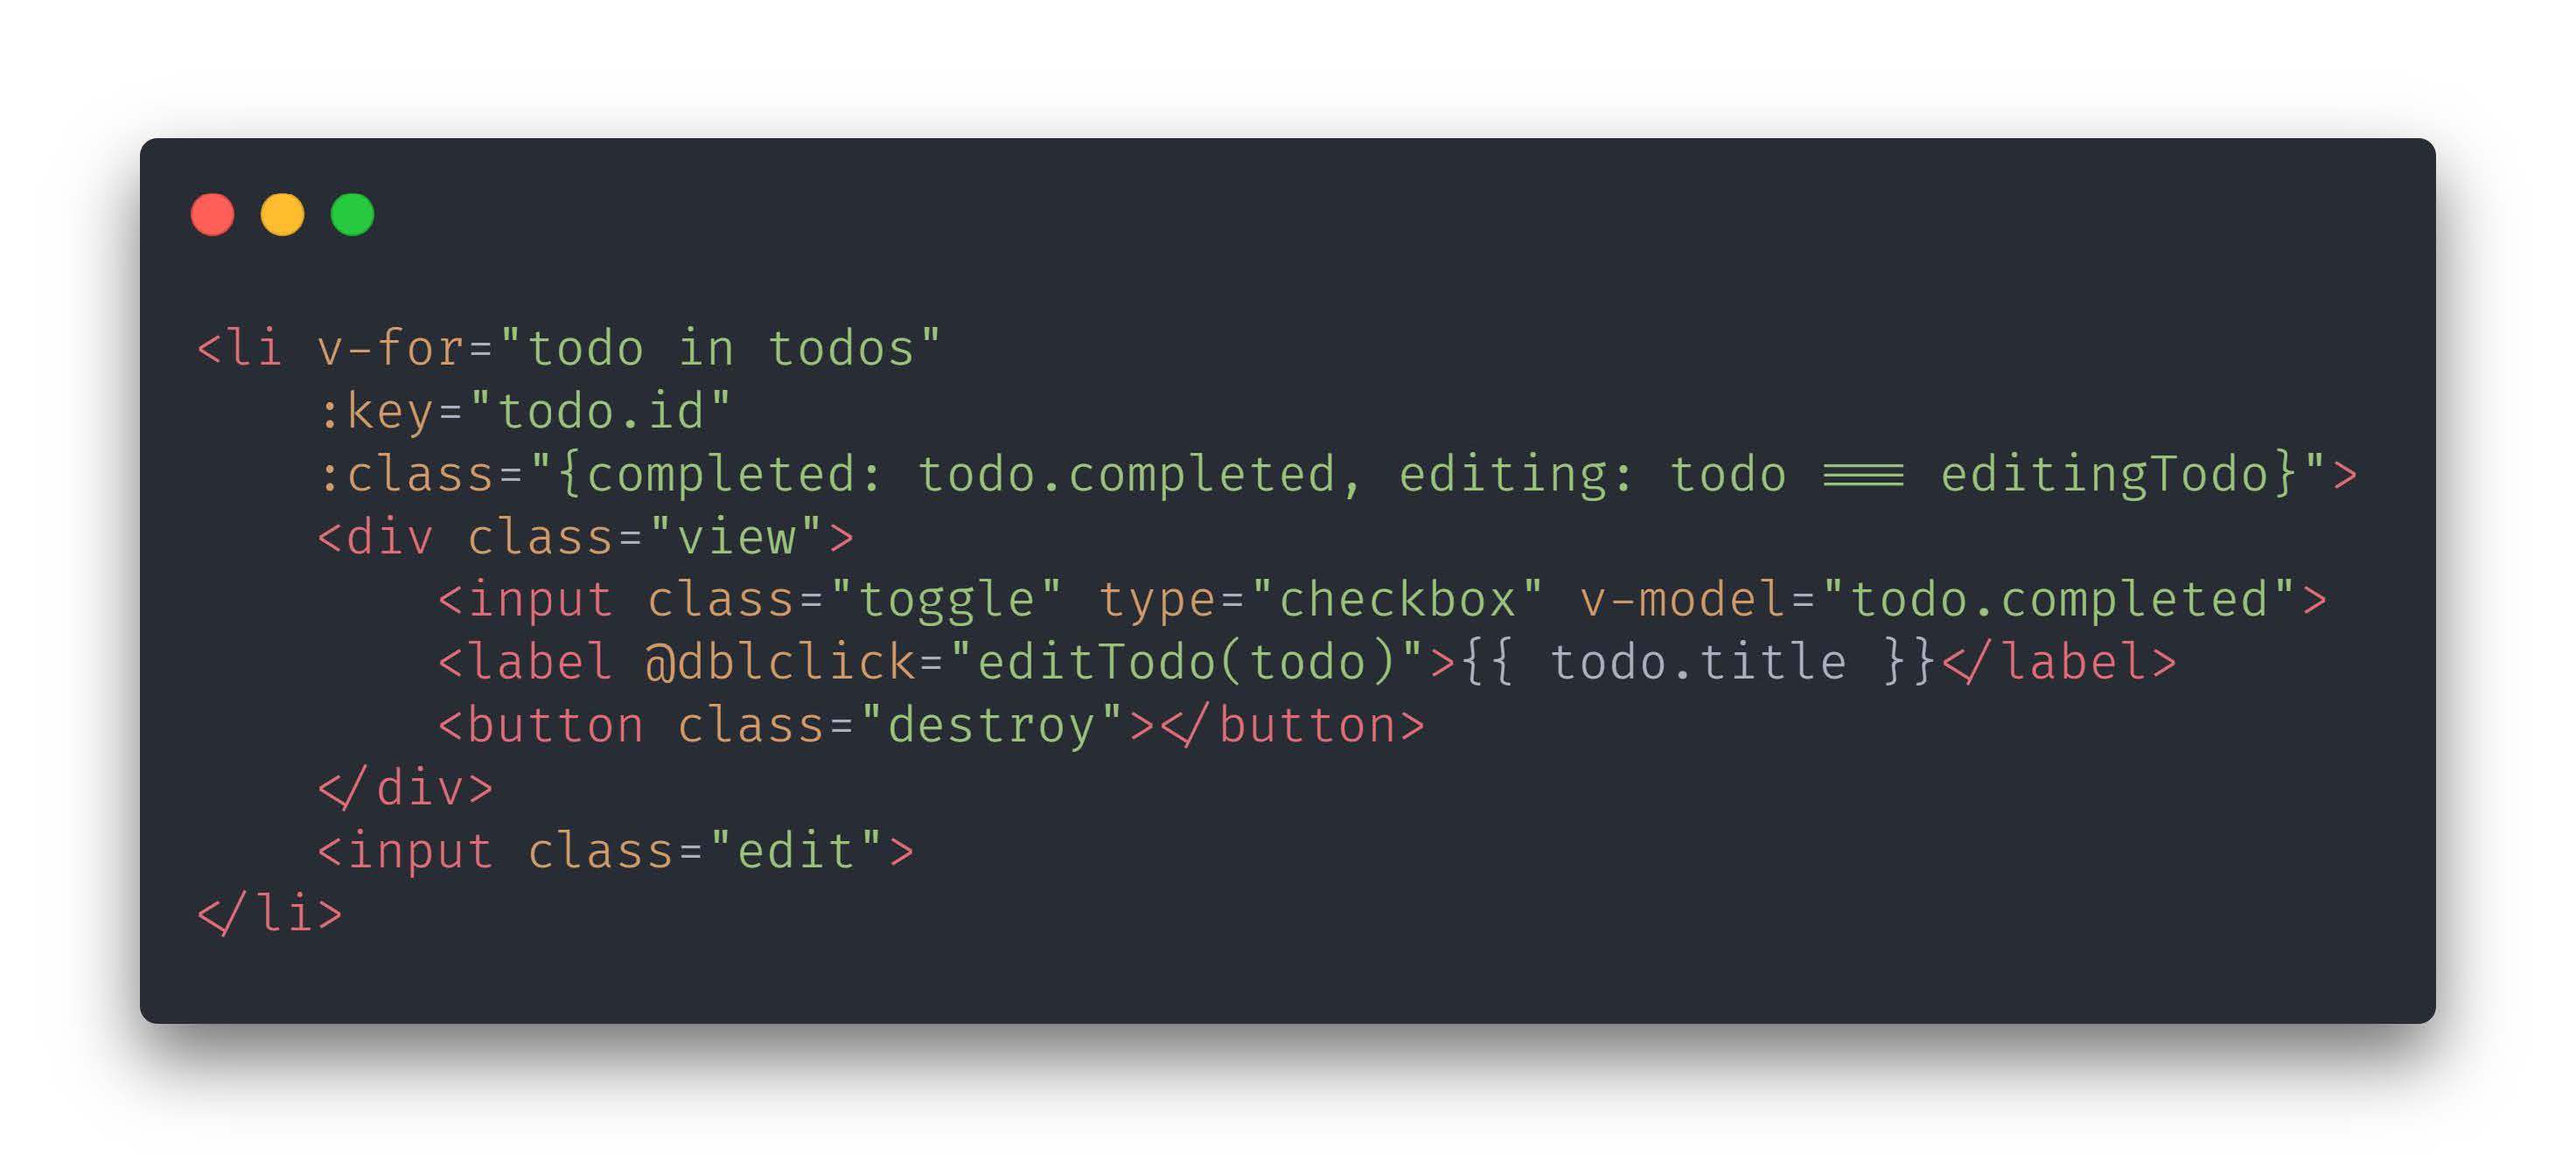 <li v-for="todo in todos"
    :key="todo.id"
    :class="{completed: todo.completed, editing: todo === editingTodo}">
    <div class="view">
        <input class="toggle" type="checkbox" v-model="todo.completed">
        <label @dblclick="editTodo(todo)">{{ todo.title }}</label>
        <button class="destroy"></button>
    </div>
    <input class="edit">
</li>